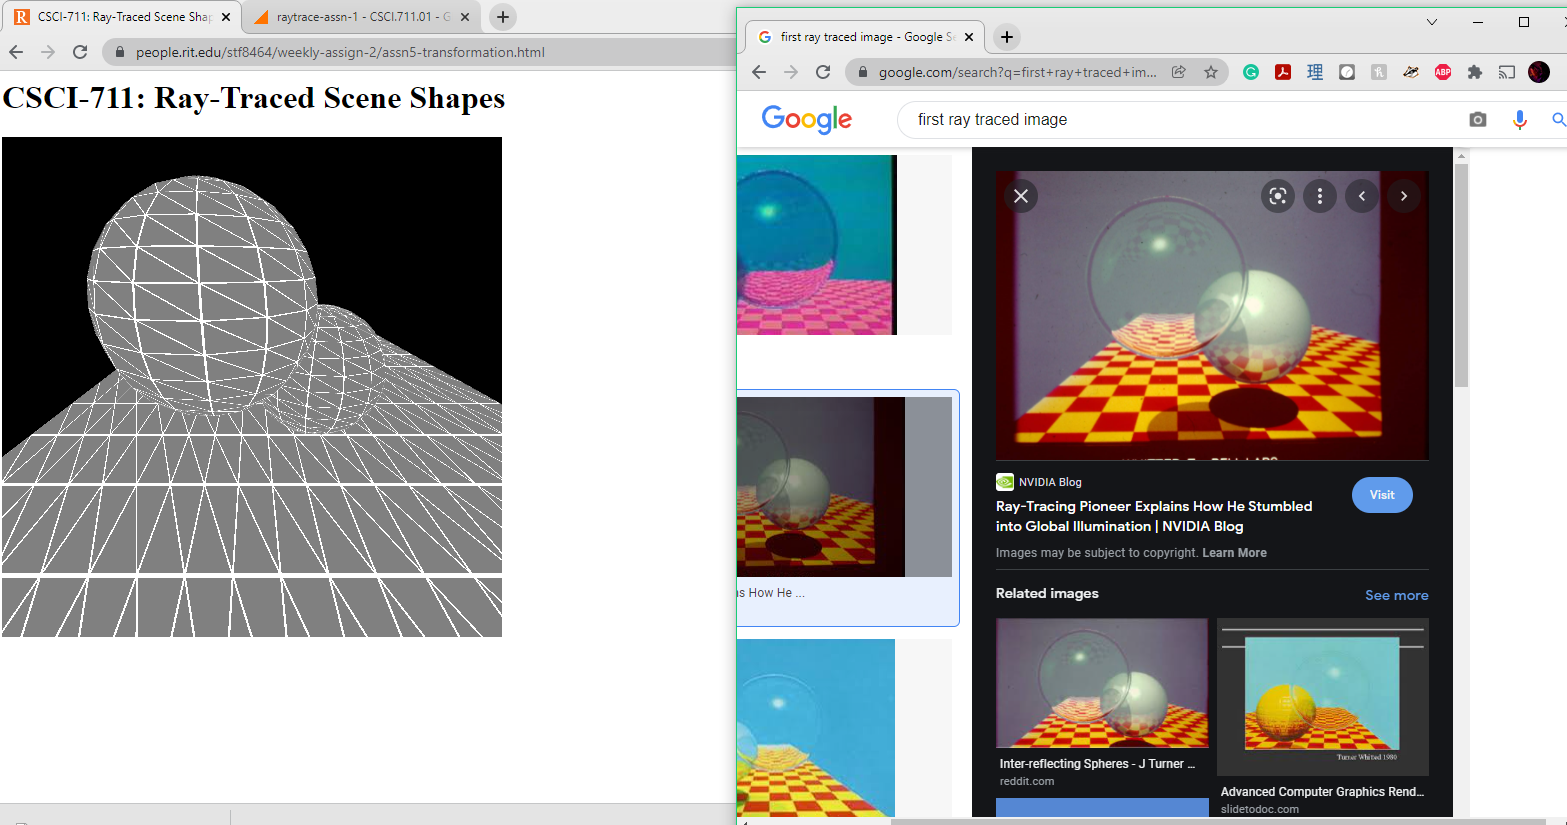 CSCI-711: Ray-Traced Scene Shap
raytrace-assn-1 - CSCI.711.01 - G
people.rit.edu/stf8464/weekly-assign-2/assn5-transformation.html
CSCI-711: Ray-Traced Scene Shapes
first ray traced image - Google Se
google.com/search?q=first+ray+traced+im...
理
ABP
Google
first ray traced image
NVIDIA Blog
Visit
Ray-Tracing Pioneer Explains How He Stumbled
into Global Illumination | NVIDIA Blog
Images may be subject to copyright. Learn More
Related images
See more
s How He ...
Inter-reflecting Spheres - J Turner ...
reddit.com
Turner Whitted 1980
Advanced Computer Graphics Rend...
slidetodoc.com